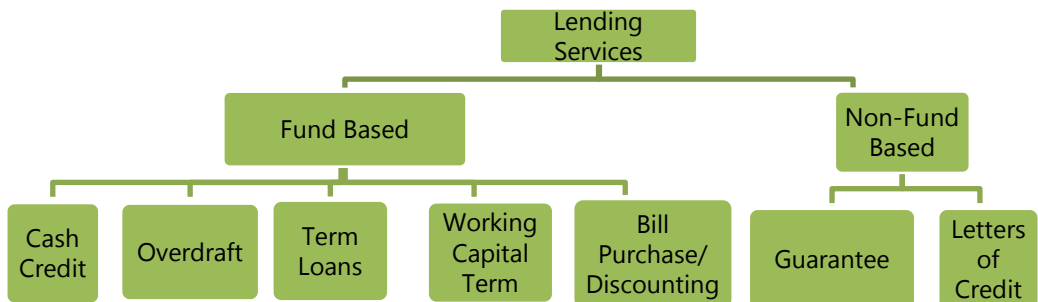 Lending
Services
Fund Based
Non-Fund
Based
Cash
Credit
Overdraft
Term
Loans
Working
Capital
Term
Bill
Purchase/
Discounting
Guarantee
Letters
of
Credit